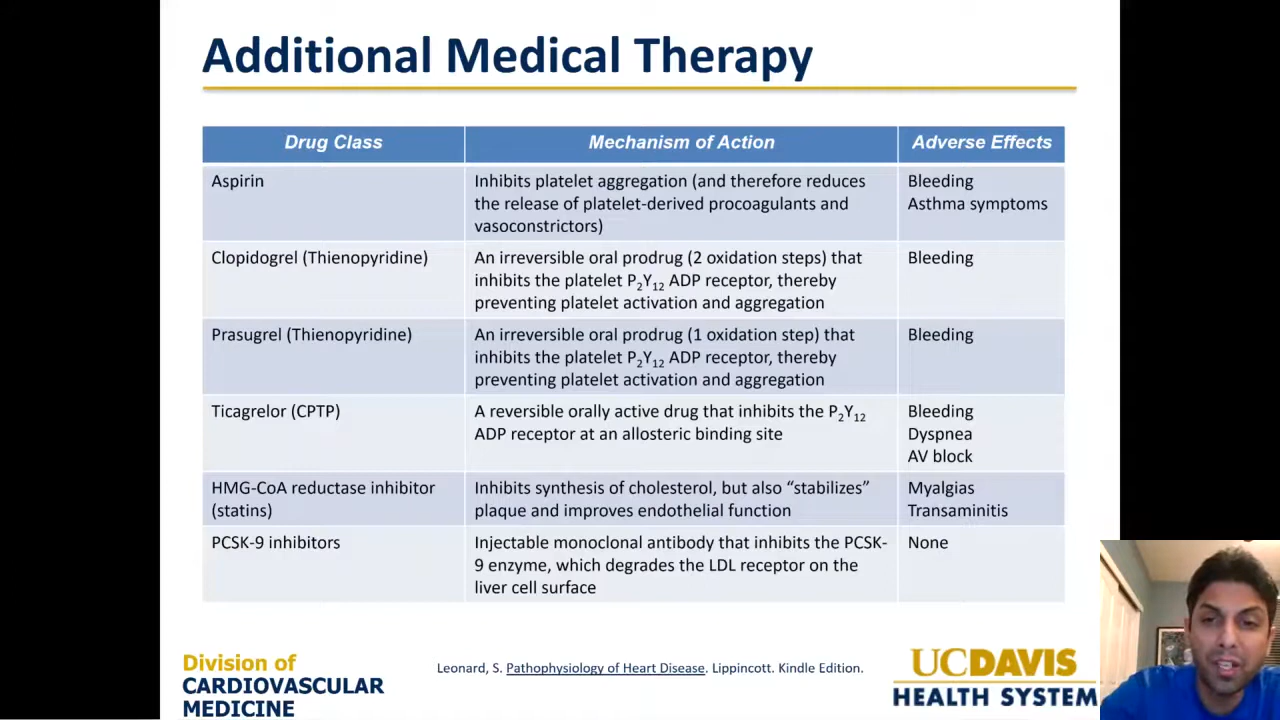 Additional Medical Therapy
Drug Class
Mechanism of Action
Adverse Effects
Aspirin
Inhibits platelet aggregation (and therefore reduces
the release of platelet-derived procoagulants and
vasoconstrictors)
Bleeding
Asthma symptoms
Clopidogrel (Thienopyridine)
An irreversible oral prodrug (2 oxidation steps) that
inhibits the platelet P2Y12 ADP receptor, thereby
preventing platelet activation and aggregation
Bleeding
Prasugrel (Thienopyridine)
An irreversible oral prodrug (1 oxidation step) that
inhibits the platelet P2Y12 ADP receptor, thereby
preventing platelet activation and aggregation
Bleeding
Ticagrelor (CPTP)
A reversible orally active drug that inhibits the P2Y12
ADP receptor at an allosteric binding site
Bleeding
Dyspnea
AV block
HMG-CoA reductase inhibitor
(statins)
Inhibits synthesis of cholesterol, but also “stabilizes”
plaque and improves endothelial function
Myalgias
Transaminitis
PCSK-9 inhibitors
Injectable monoclonal antibody that inhibits the PCSK-
9 enzyme, which degrades the LDL receptor on the
liver cell surface
None
Division of
CARDIOVASCULAR
MEDICINE
Leonard, S. Pathophysiology of Heart Disease. Lippincott. Kindle Edition.
UCDAVIS
HEALTH SYSTEM